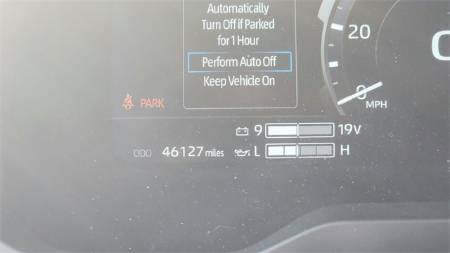 Automatically
Turn Off if Parked
for 1 Hour
Perform Auto Off
Keep Vehicle On
20
0
MPH
PARK
9 19V
ODO 46127 miles L H